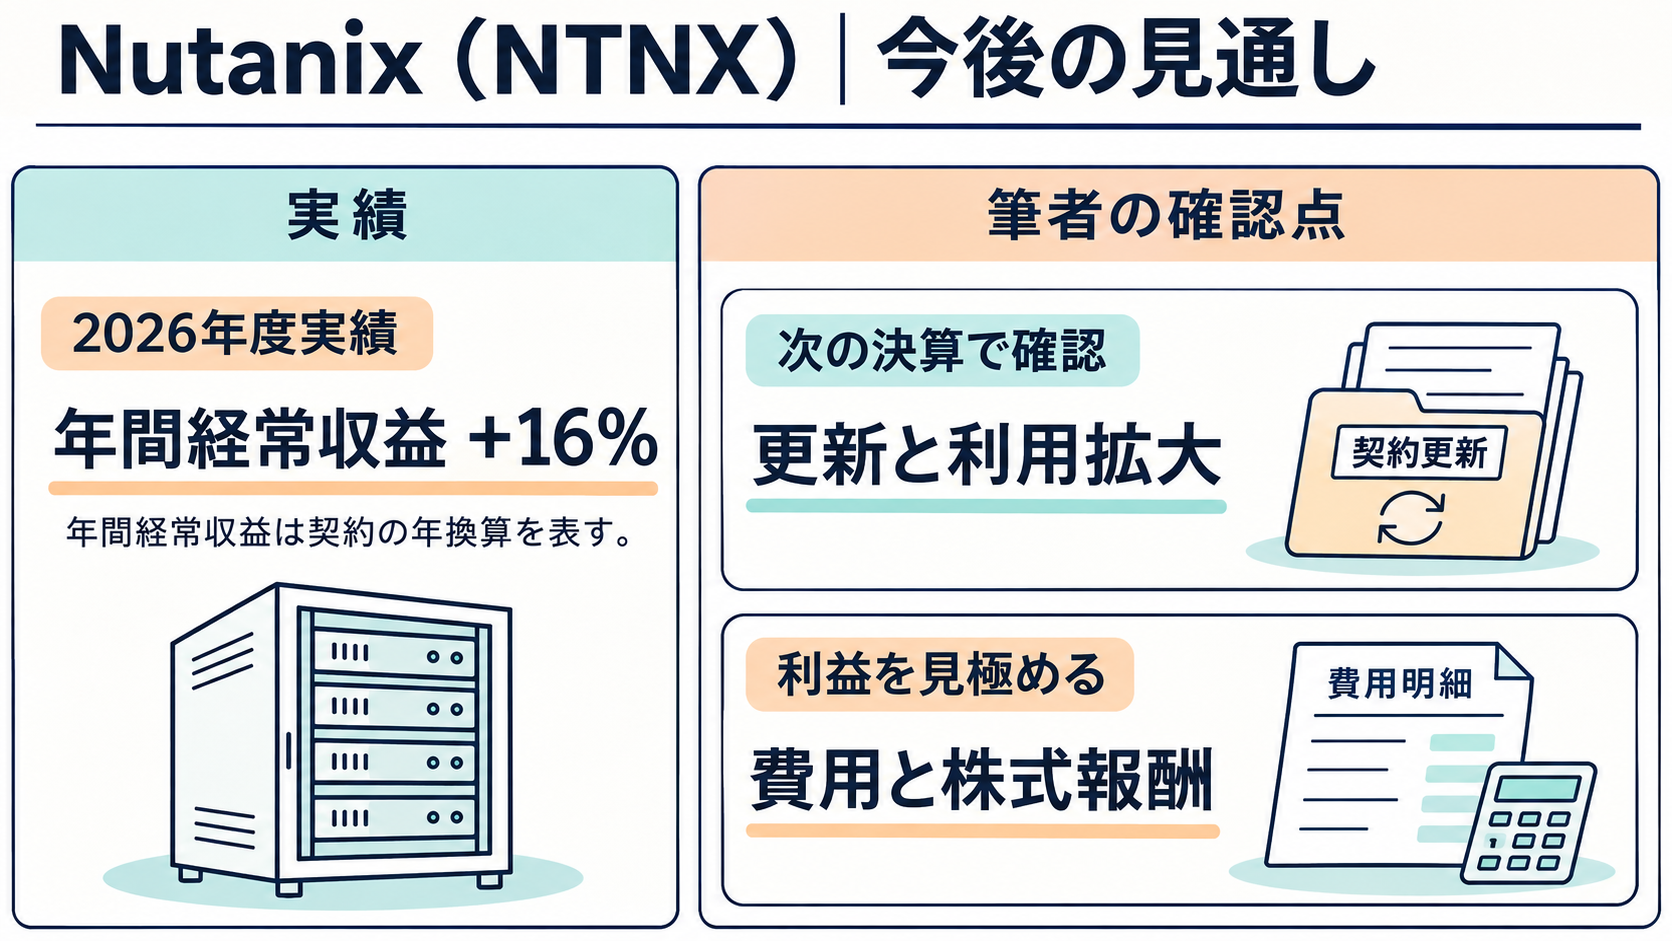 Nutanix（NTNX）｜今後の見通し
実績
2026年度実績
年間経常収益 +16%
年間経常収益は契約の年換算を表す。
筆者の確認点
次の決算で確認
更新と利用拡大
契約更新
利益を見極める
費用と株式報酬
費用明細